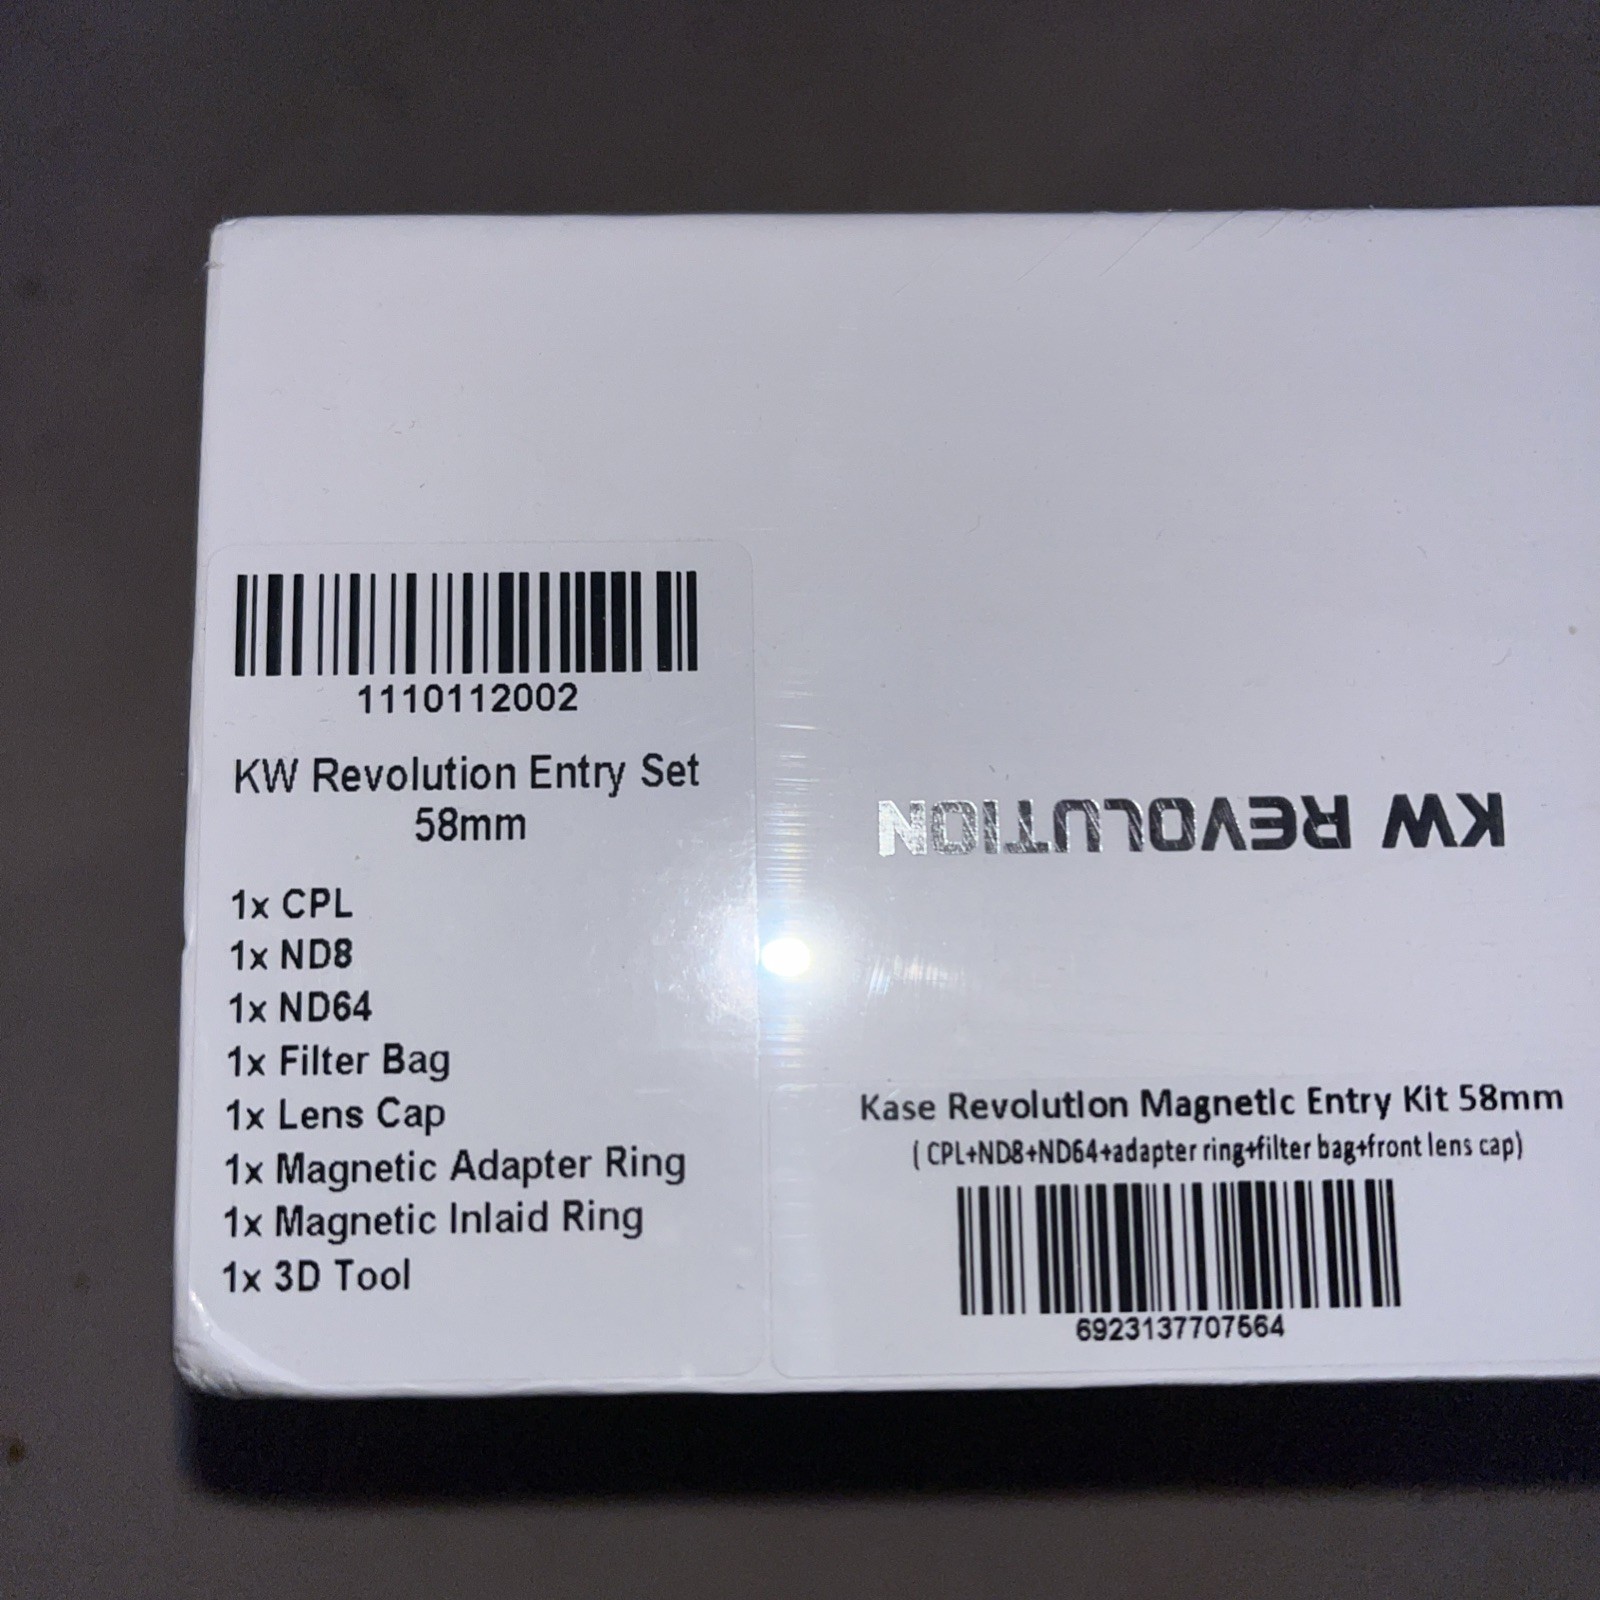 1110112002
KW Revolution Entry Set
58mm
1x CPL
1x ND8
1x ND64
1x Filter Bag
1x Lens Cap
1x Magnetic Adapter Ring
1x Magnetic Inlaid Ring
1x 3D Tool
KW REVOLUTION
Kase Revolution Magnetic Entry Kit 58mm
( CPL+ND8+ND64+adapter ring+filter bag+front lens cap)
6923137707564